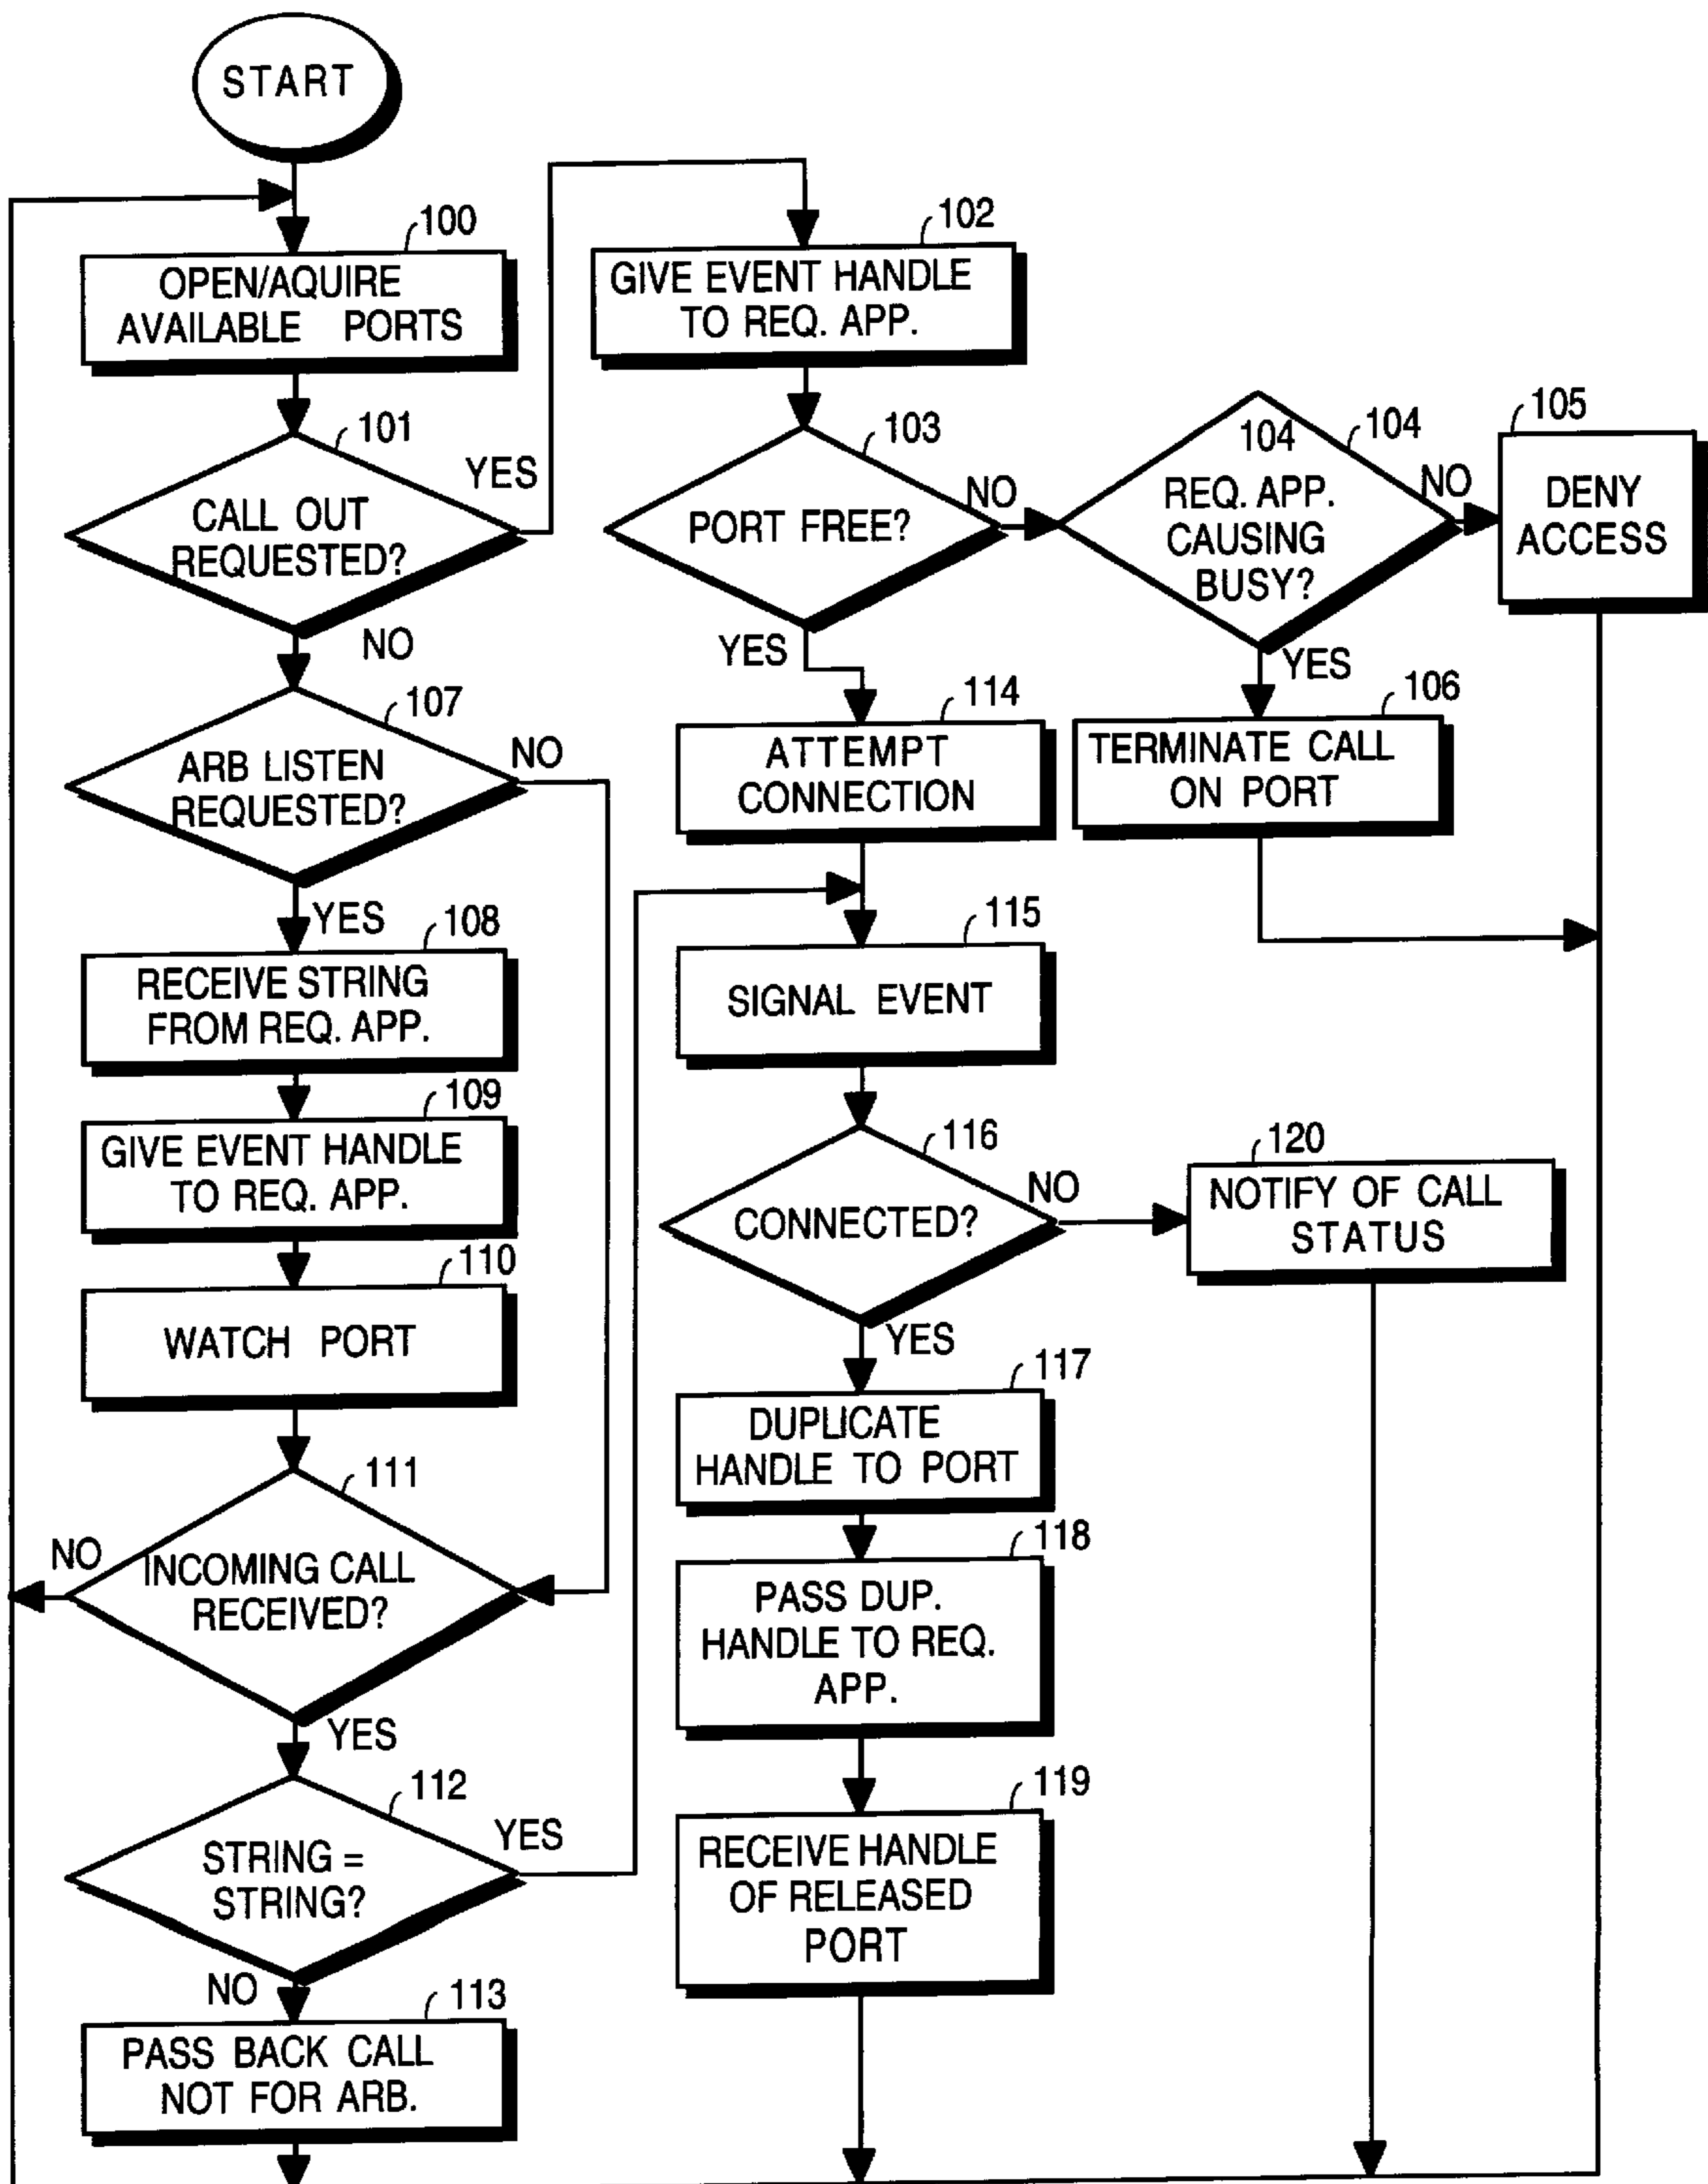 START
100
OPEN/AQUIRE
AVAILABLE PORTS
101
CALL OUT
REQUESTED?
YES
NO
102
GIVE EVENT HANDLE
TO REQ. APP.
103
PORT FREE?
NO
YES
104
104
REQ. APP.
CAUSING
BUSY?
NO
YES
105
DENY
ACCESS
106
TERMINATE CALL
ON PORT
107
ARB LISTEN
REQUESTED?
NO
YES
108
RECEIVE STRING
FROM REQ. APP.
109
GIVE EVENT HANDLE
TO REQ. APP.
110
WATCH PORT
111
INCOMING CALL
RECEIVED?
NO
YES
112
STRING =
STRING?
YES
NO
113
PASS BACK CALL
NOT FOR ARB.
114
ATTEMPT
CONNECTION
115
SIGNAL EVENT
116
CONNECTED?
NO
YES
120
NOTIFY OF CALL
STATUS
117
DUPLICATE
HANDLE TO PORT
118
PASS DUP.
HANDLE TO REQ.
APP.
119
RECEIVE HANDLE
OF RELEASED
PORT